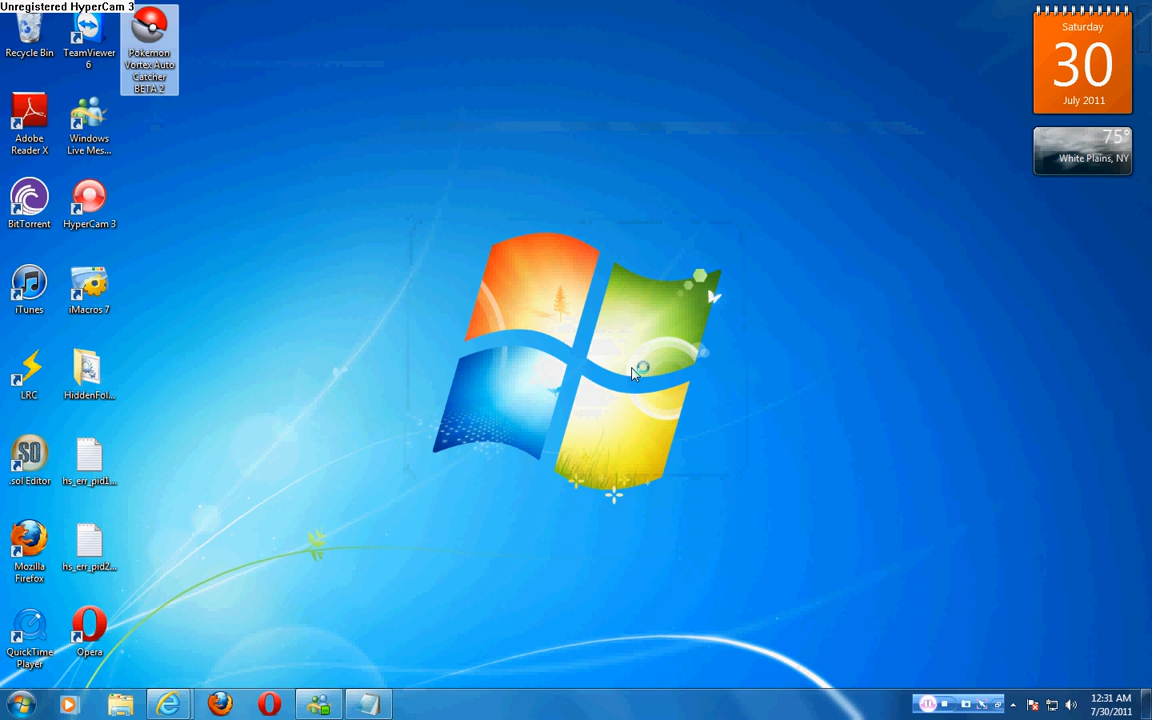 Unregistered HyperCam 3
Recycle Bin
TeamViewer
6
Pokemon
Vortex Auto
Catcher
BETA 2
Adobe
Reader X
Windows
Live Mes...
BitTorrent
HyperCam 3
iTunes
iMacros 7
LRC
HiddenFol...
SO
.sol Editor
hs_err_pid1...
Mozilla
Firefox
hs_err_pid2...
QuickTime
Player
Opera
Saturday
30
July 2011
75°
White Plains, NY
12:31 AM
7/30/2011